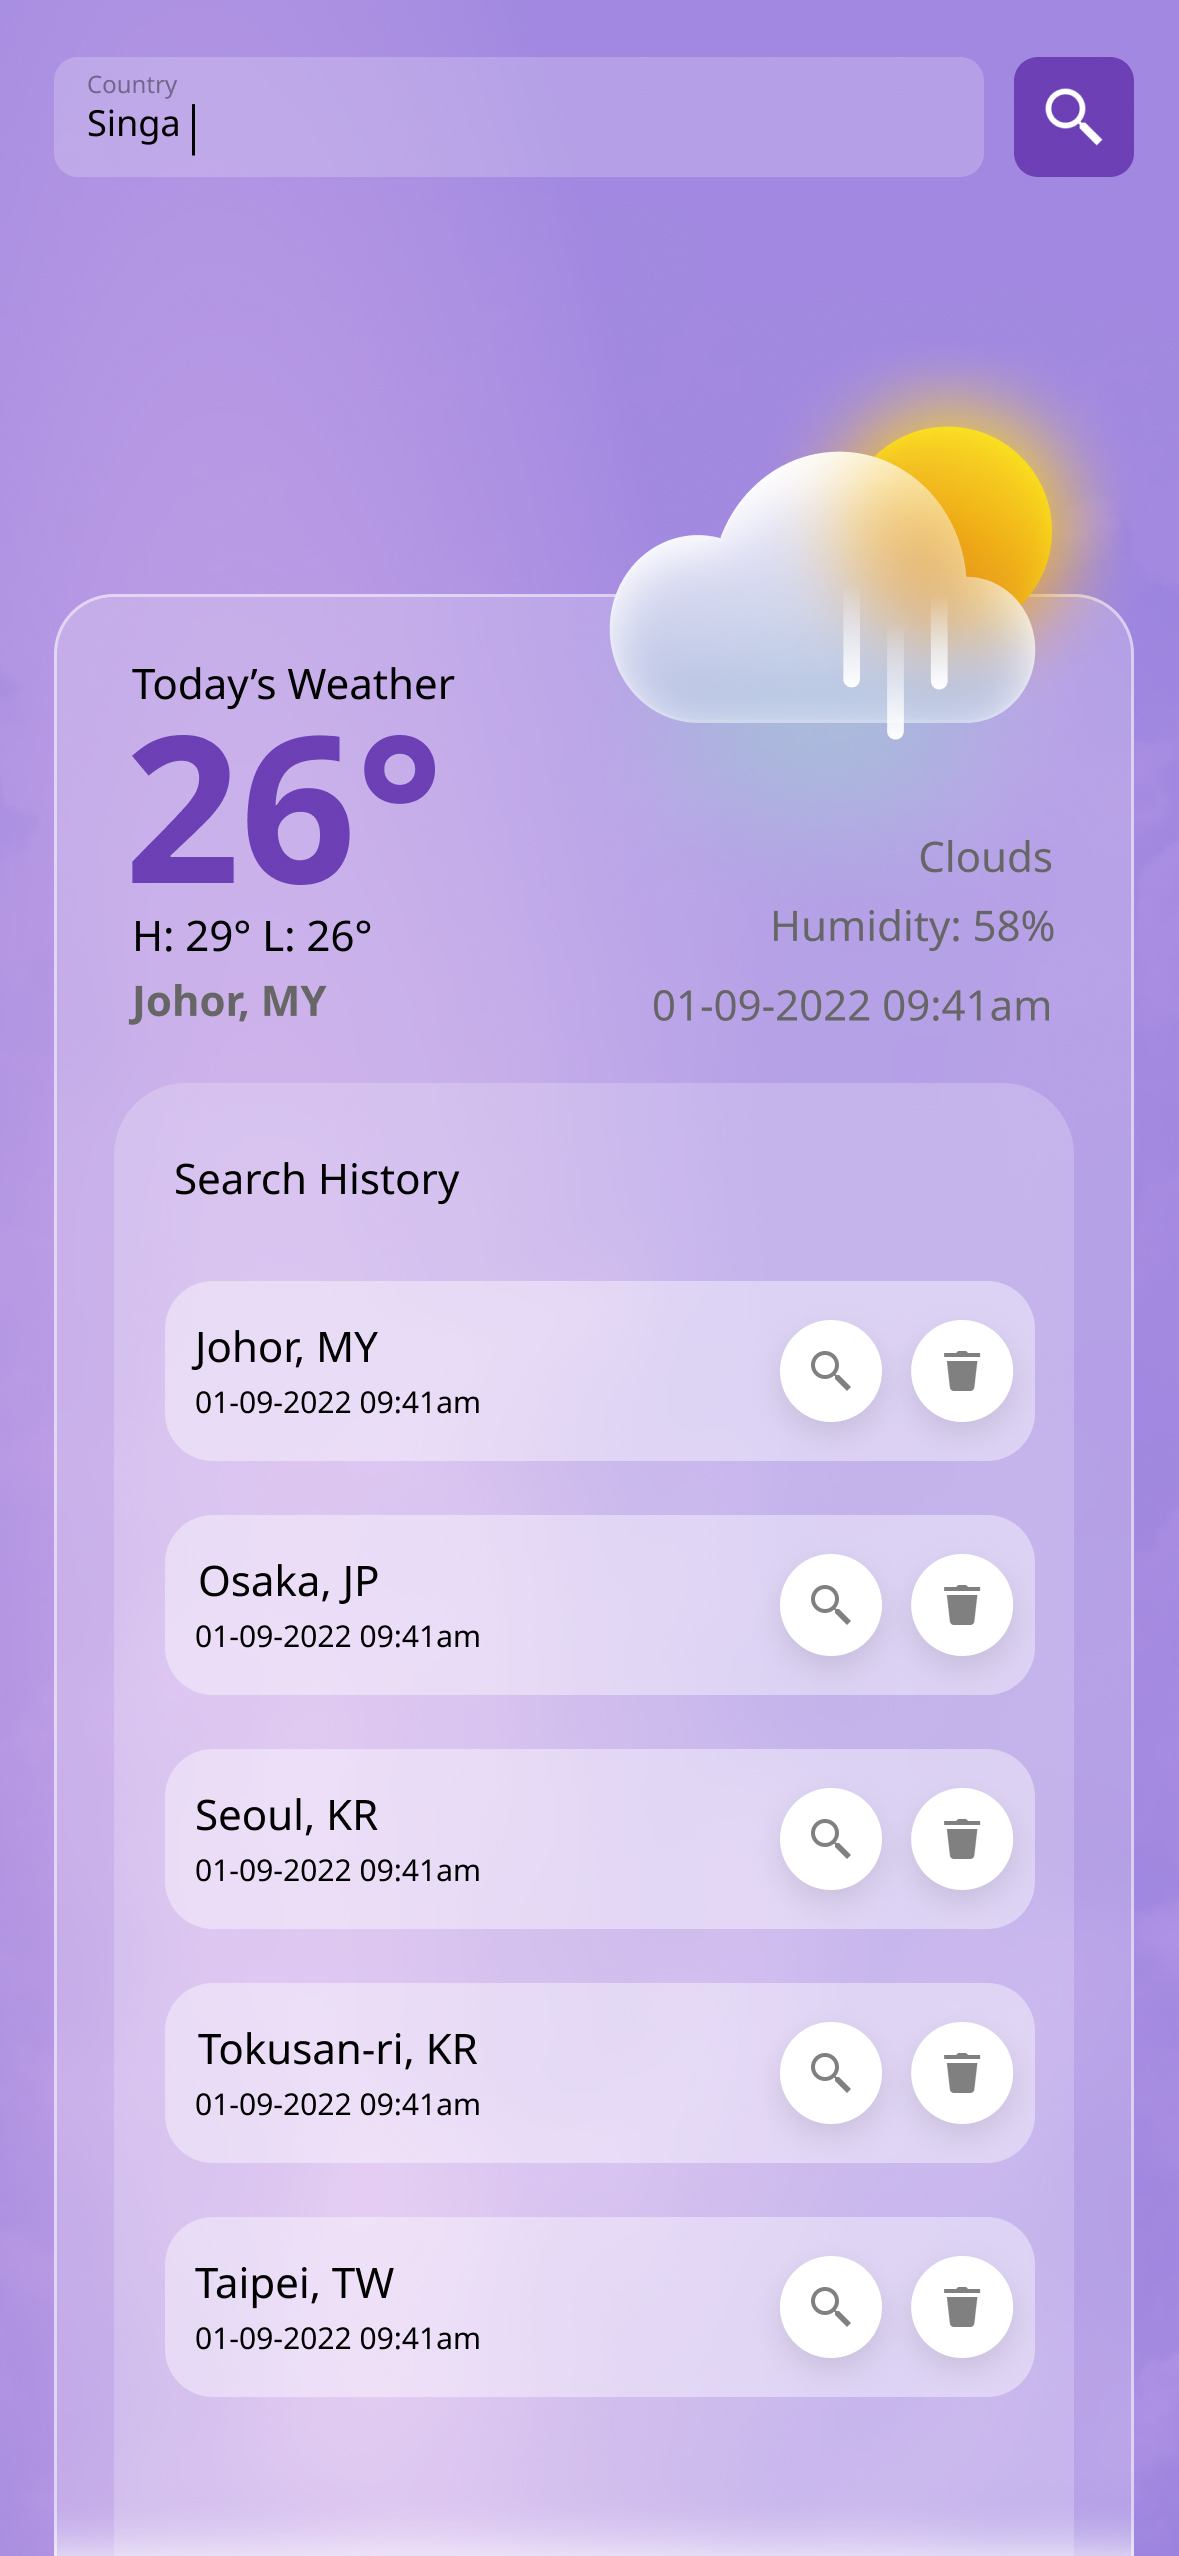 Country
Singa
Today’s Weather
26°
H: 29° L: 26°
Johor, MY
Clouds
Humidity: 58%
01-09-2022 09:41am
Search History
Johor, MY
01-09-2022 09:41am
Osaka, JP
01-09-2022 09:41am
Seoul, KR
01-09-2022 09:41am
Tokusan-ri, KR
01-09-2022 09:41am
Taipei, TW
01-09-2022 09:41am